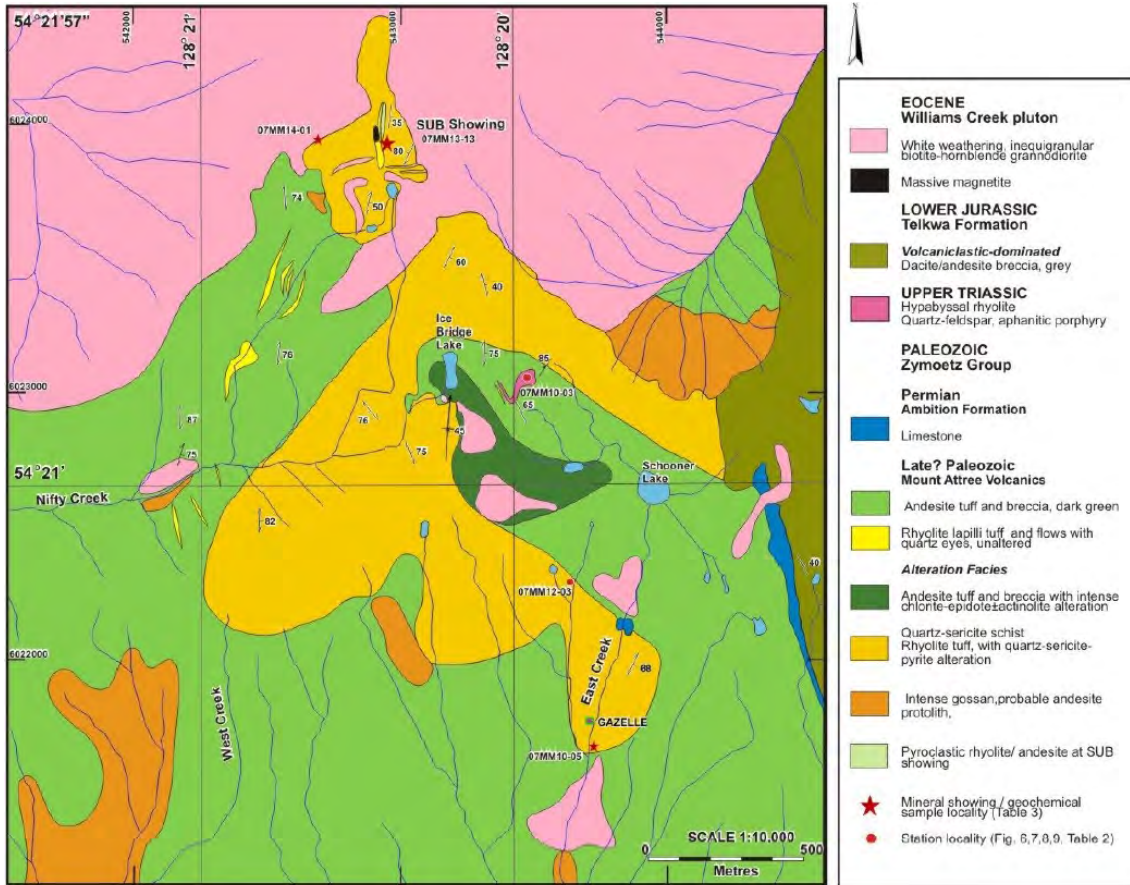 54°21'57"
542000
128°21'
543000
128°20'
544000
6024000
07MM14-01
35
SUB Showing
07MM13-13
80
74
50
60
40
Ice
Bridge
Lake
76
75
85
6023000
07MM10-03
65
87
76
45
75
75
54°21'
Schooner
Lake
Nifty Creek
82
40
07MM12-03
6022000
East Creek
68
West Creek
GAZELLE
07MM10-05
SCALE 1:10,000
0 500
Metres
EOCENE
Williams Creek pluton
White weathering, inequigranular
biotite-hornblende grannodiorite
Massive magnetite
LOWER JURASSIC
Telkwa Formation
Volcaniclastic-dominated
Dacite/andesite breccia, grey
UPPER TRIASSIC
Hypabyssal rhyolite
Quartz-feldspar, aphanitic porphyry
PALEOZOIC
Zymoetz Group
Permian
Ambition Formation
Limestone
Late? Paleozoic
Mount Attree Volcanics
Andesite tuff and breccia, dark green
Rhyolite lapilli tuff and flows with
quartz eyes, unaltered
Alteration Facies
Andesite tuff and breccia with intense
chlorite-epidote±actinolite alteration
Quartz-sericite schist
Rhyolite tuff, with quartz-sericite-
pyrite alteration
Intense gossan,probable andesite
protolith,
Pyroclastic rhyolite/ andesite at SUB
showing
Mineral showing / geochemical
sample locality (Table 3)
Station locality (Fig. 6,7,8,9, Table 2)